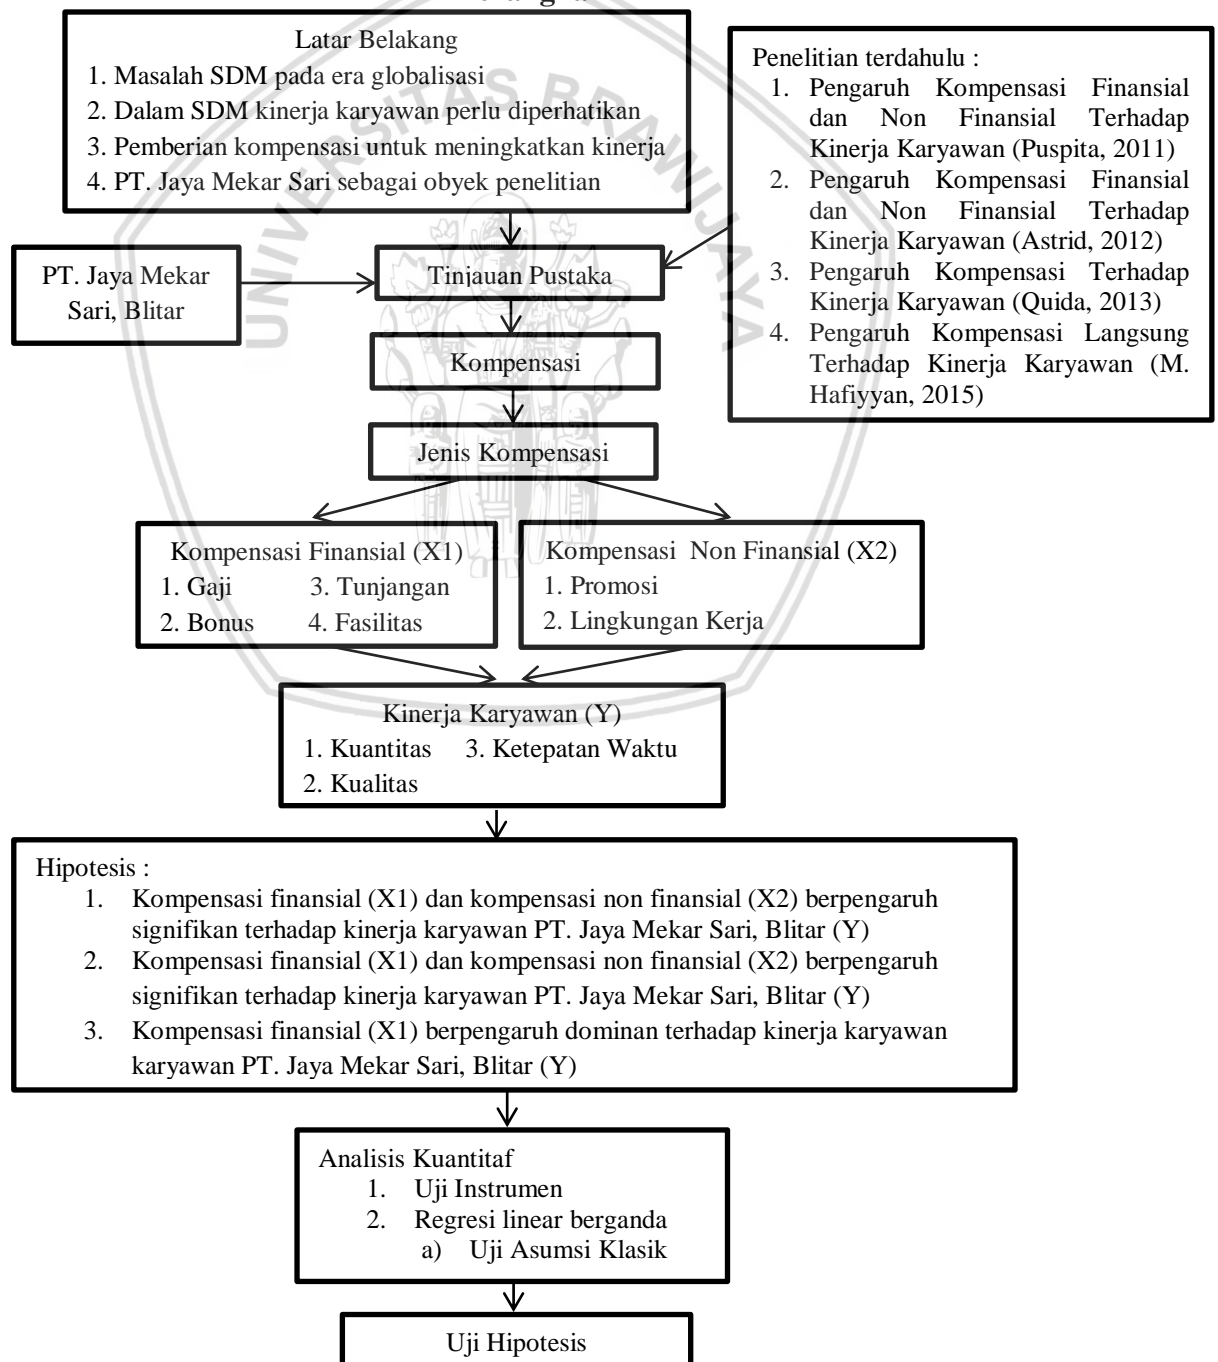 Latar Belakang
1. Masalah SDM pada era globalisasi
2. Dalam SDM kinerja karyawan perlu diperhatikan
3. Pemberian kompensasi untuk meningkatkan kinerja
4. PT. Jaya Mekar Sari sebagai obyek penelitian
Penelitian terdahulu :
1. Pengaruh Kompensasi Finansial
dan Non Finansial Terhadap
Kinerja Karyawan (Puspita, 2011)
2. Pengaruh Kompensasi Finansial
dan Non Finansial Terhadap
Kinerja Karyawan (Astrid, 2012)
3. Pengaruh Kompensasi Terhadap
Kinerja Karyawan (Quida, 2013)
4. Pengaruh Kompensasi Langsung
Terhadap Kinerja Karyawan (M.
Hafiyyan, 2015)
PT. Jaya Mekar
Sari, Blitar
Tinjauan Pustaka
Kompensasi
Jenis Kompensasi
Kompensasi Finansial (X1)
1. Gaji 3. Tunjangan
2. Bonus 4. Fasilitas
Kompensasi Non Finansial (X2)
1. Promosi
2. Lingkungan Kerja
Kinerja Karyawan (Y)
1. Kuantitas 3. Ketepatan Waktu
2. Kualitas
Hipotesis :
1. Kompensasi finansial (X1) dan kompensasi non finansial (X2) berpengaruh
signifikan terhadap kinerja karyawan PT. Jaya Mekar Sari, Blitar (Y)
2. Kompensasi finansial (X1) dan kompensasi non finansial (X2) berpengaruh
signifikan terhadap kinerja karyawan PT. Jaya Mekar Sari, Blitar (Y)
3. Kompensasi finansial (X1) berpengaruh dominan terhadap kinerja karyawan
karyawan PT. Jaya Mekar Sari, Blitar (Y)
Analisis Kuantitaf
1. Uji Instrumen
2. Regresi linear berganda
a) Uji Asumsi Klasik
Uji Hipotesis
UNIVERSITAS BRAWIJAYA